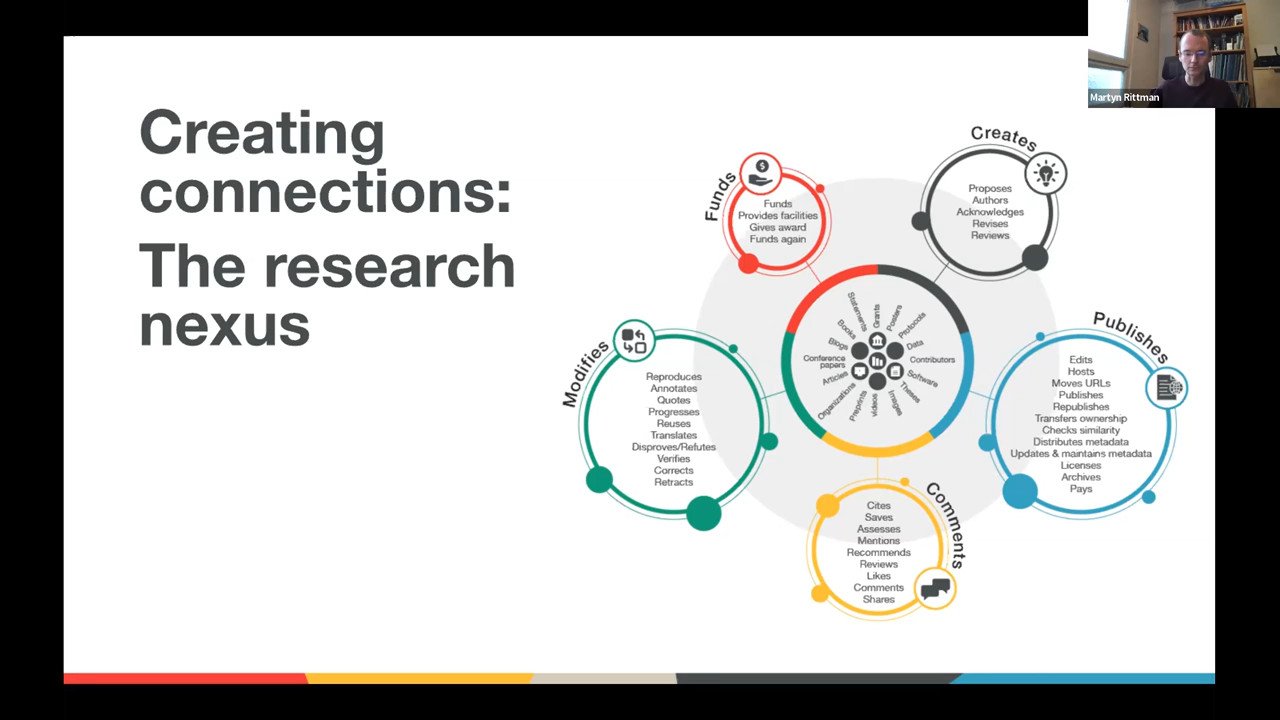 Martyn Rittman
Creating
connections:
The research
nexus
Funds
Funds
Provides facilities
Gives award
Funds again
Creates
Proposes
Authors
Acknowledges
Revises
Reviews
Publishes
Edits
Hosts
Moves URLs
Publishes
Republishes
Transfers ownership
Checks similarity
Distributes metadata
Updates & maintains metadata
Licenses
Archives
Pays
Comments
Cites
Saves
Assesses
Mentions
Recommends
Reviews
Likes
Comments
Shares
Modifies
Reproduces
Annotates
Quotes
Progresses
Reuses
Translates
Disproves/Refutes
Verifies
Corrects
Retracts
Grants
Posters
Protocols
Data
Contributors
Software
Theses
Images
videos
Preprints
Organizations
Articles
Conference
papers
Blogs
Books
Statements
$